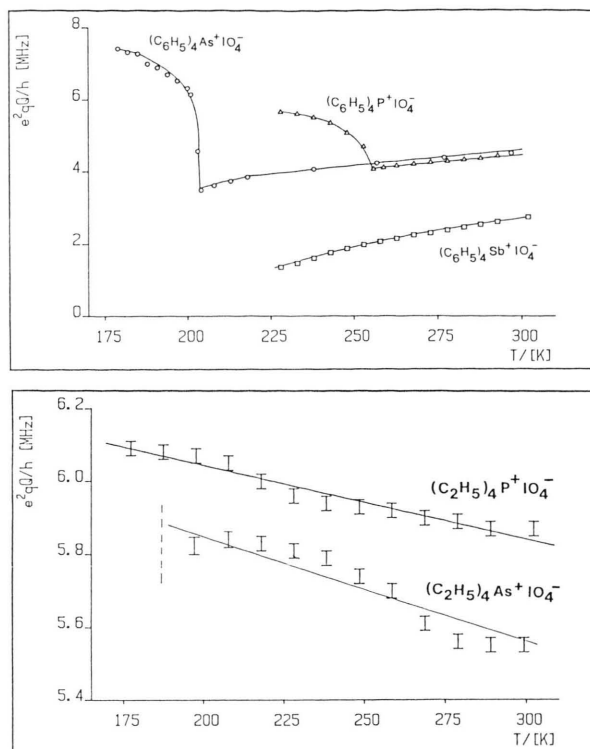 8
6
4
2
0
e²qQ/h [MHz]
(C₆H₅)₄As⁺IO₄⁻
(C₆H₅)₄P⁺IO₄⁻
(C₆H₅)₄Sb⁺IO₄⁻
175 200 225 250 275 300
T/[K]
6.2
6.0
5.8
5.6
5.4
e²qQ/h [MHz]
(C₂H₅)₄P⁺IO₄⁻
(C₂H₅)₄As⁺IO₄⁻
175 200 225 250 275 300
T/[K]